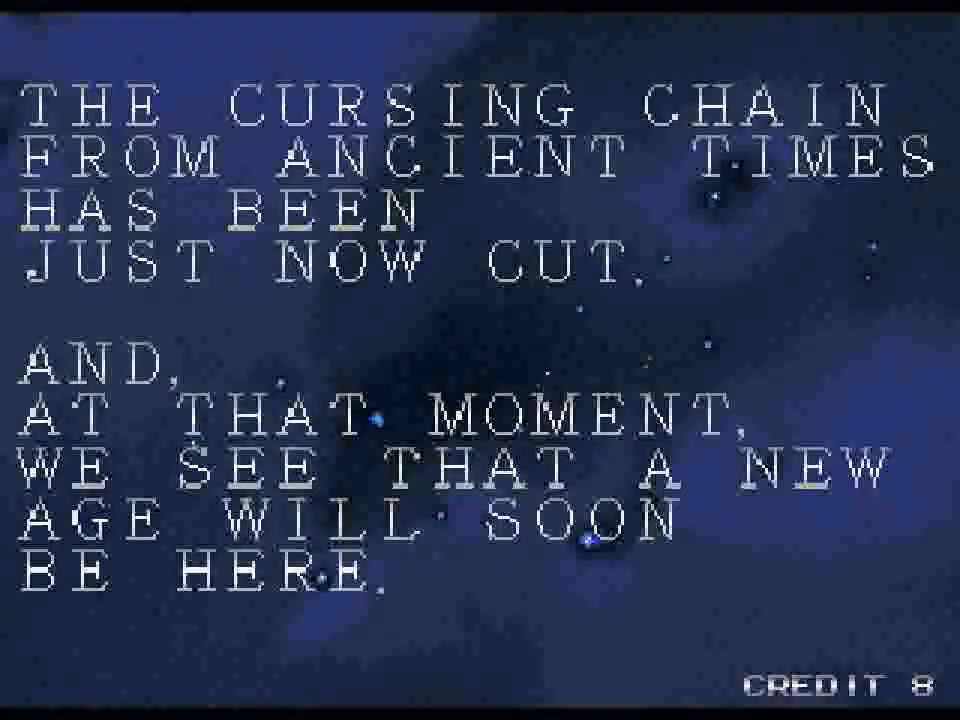 THE CURSING CHAIN
FROM ANCIENT TIMES
HAS BEEN
JUST NOW CUT.
AND,
AT THAT MOMENT,
WE SEE THAT A NEW
AGE WILL SOON
BE HERE.
CREDIT 8